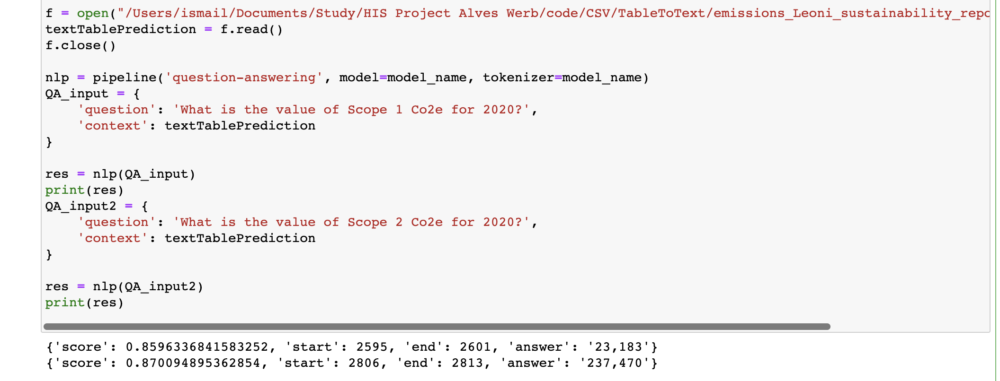 f = open("/Users/ismail/Documents/Study/HIS Project Alves Werb/code/CSV/TableToText/emissions_Leoni_sustainability_repo
textTablePrediction = f.read()
f.close()

nlp = pipeline('question-answering', model=model_name, tokenizer=model_name)
QA_input = {
    'question': 'What is the value of Scope 1 Co2e for 2020?',
    'context': textTablePrediction
}

res = nlp(QA_input)
print(res)
QA_input2 = {
    'question': 'What is the value of Scope 2 Co2e for 2020?',
    'context': textTablePrediction
}

res = nlp(QA_input2)
print(res)

{'score': 0.8596336841583252, 'start': 2595, 'end': 2601, 'answer': '23,183'}
{'score': 0.870094895362854, 'start': 2806, 'end': 2813, 'answer': '237,470'}